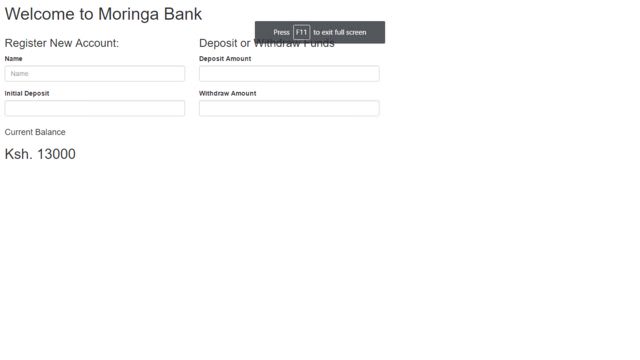 Welcome to Moringa Bank
Press F11 to exit full screen
Register New Account:
Deposit or Withdraw Funds
Name
Deposit Amount
Name
Initial Deposit
Withdraw Amount
Current Balance
Ksh. 13000